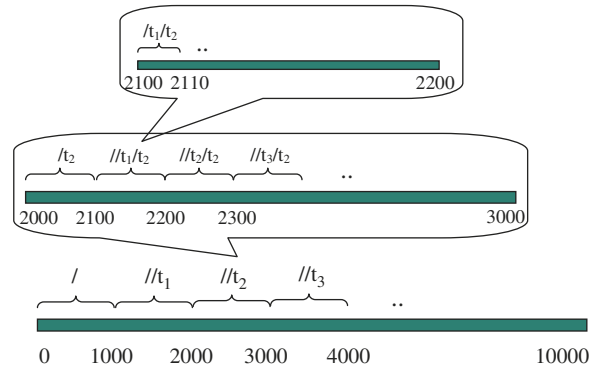 /t₁/t₂ ..
2100 2110 2200
/t₂ //t₁/t₂ //t₂/t₂ //t₃/t₂ ..
2000 2100 2200 2300 3000
/ //t₁ //t₂ //t₃ ..
0 1000 2000 3000 4000 10000